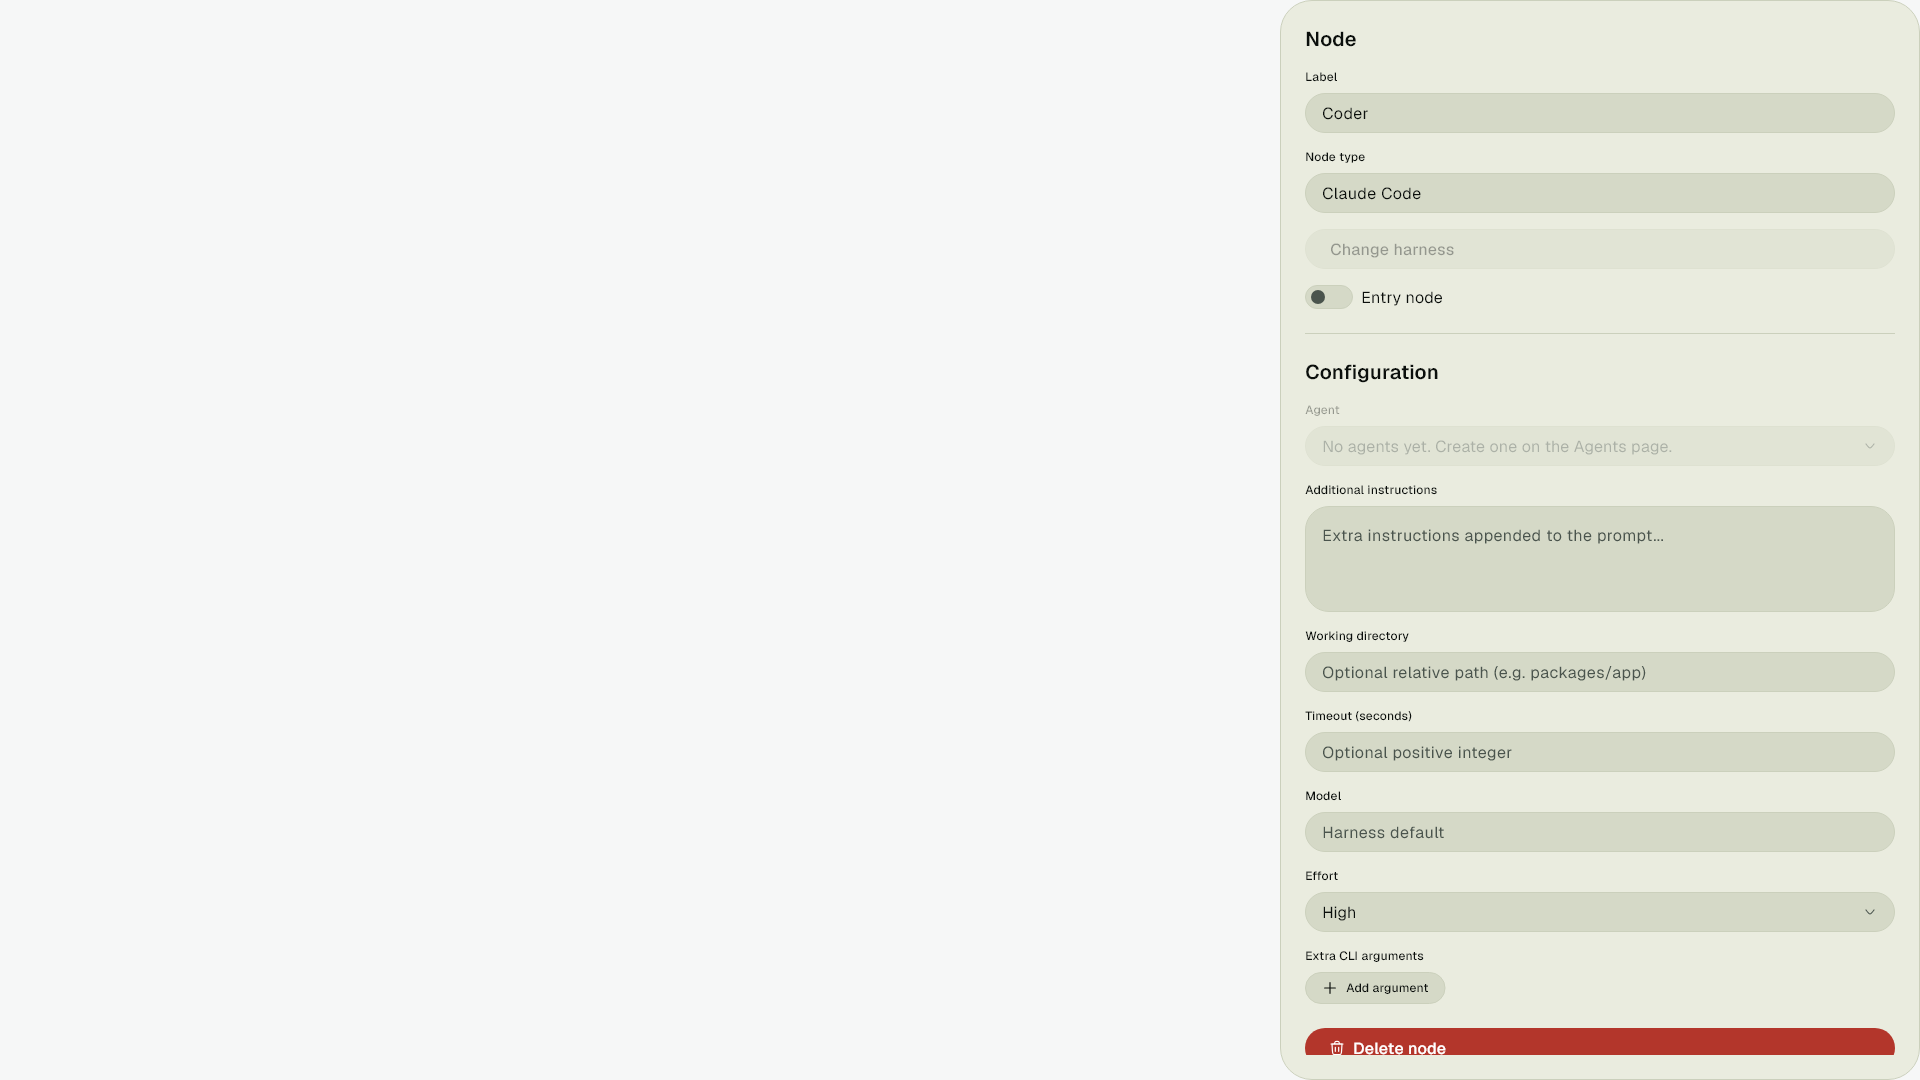 Node
Label
Coder
Node type
Claude Code
Change harness
Entry node
Configuration
Agent
No agents yet. Create one on the Agents page.
Additional instructions
Extra instructions appended to the prompt...
Working directory
Optional relative path (e.g. packages/app)
Timeout (seconds)
Optional positive integer
Model
Harness default
Effort
High
Extra CLI arguments
Add argument
Delete node